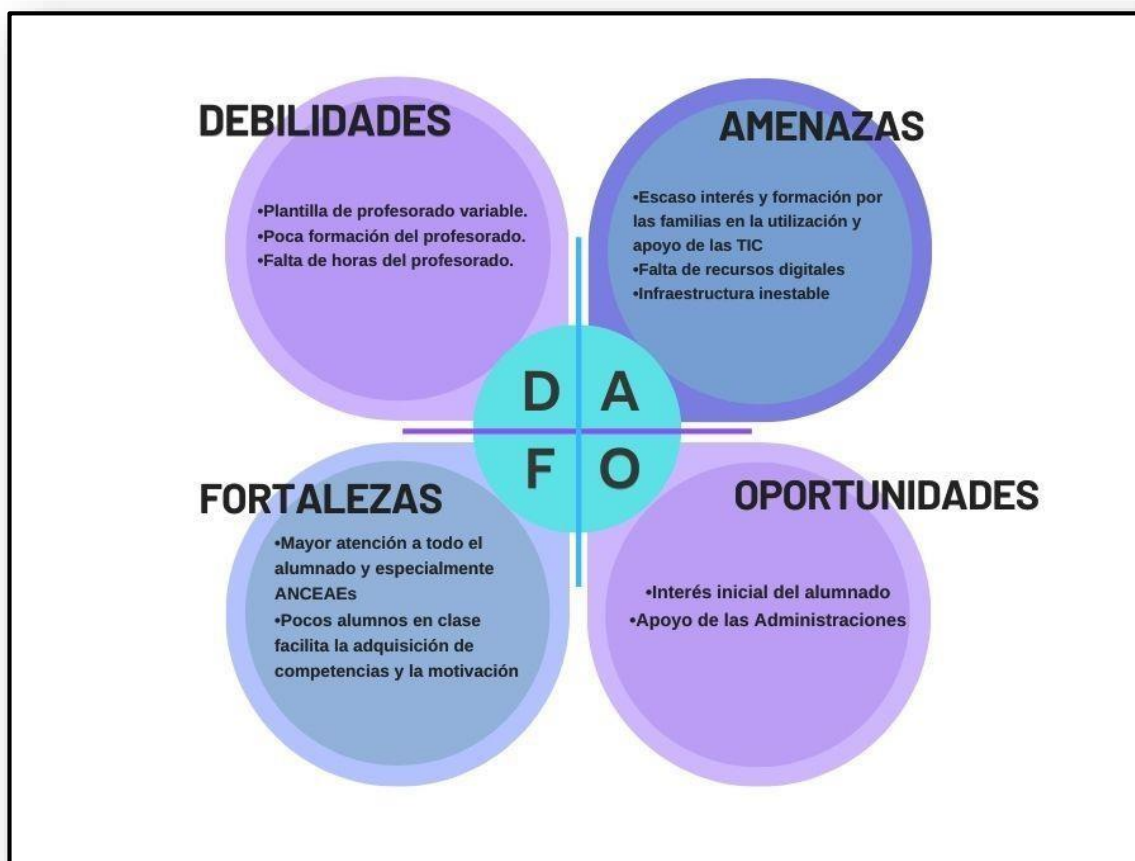 DEBILIDADES
•Plantilla de profesorado variable.
•Poca formación del profesorado.
•Falta de horas del profesorado.
AMENAZAS
•Escaso interés y formación por
las familias en la utilización y
apoyo de las TIC
•Falta de recursos digitales
•Infraestructura inestable
D A
F O
FORTALEZAS
•Mayor atención a todo el
alumnado y especialmente
ANCEAEs
•Pocos alumnos en clase
facilita la adquisición de
competencias y la motivación
OPORTUNIDADES
•Interés inicial del alumnado
•Apoyo de las Administraciones